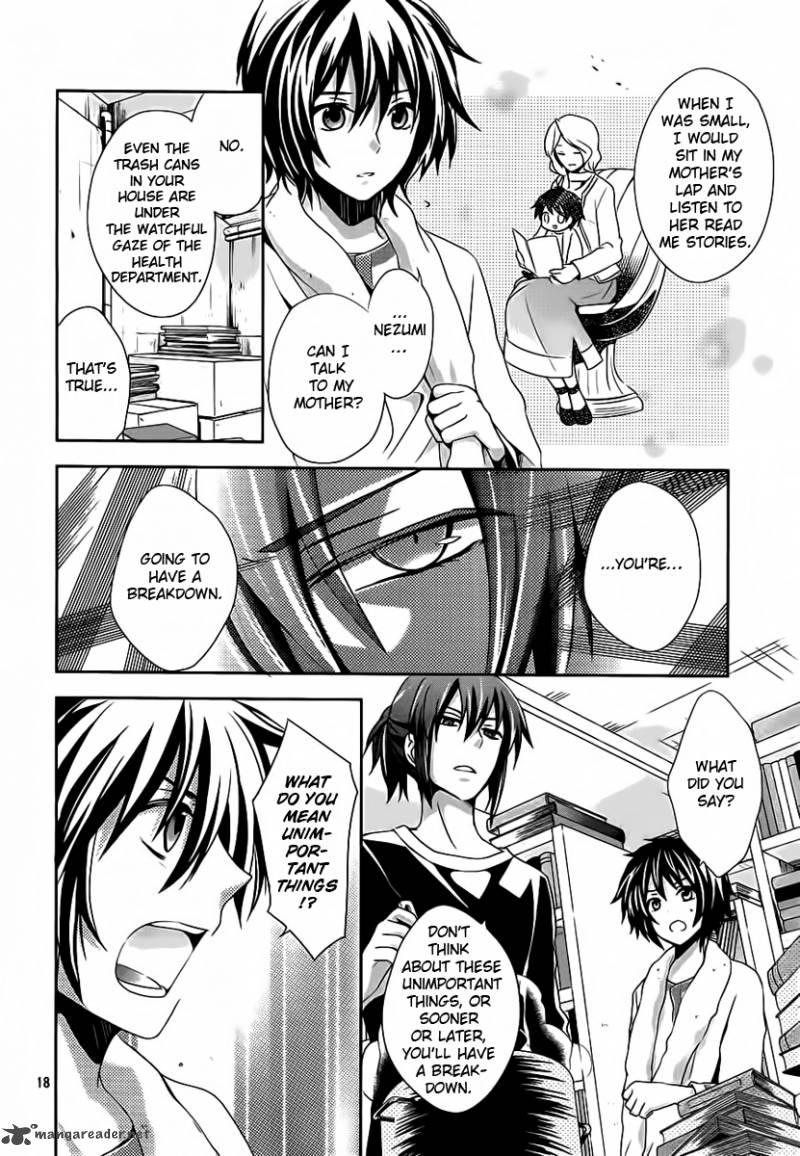 WHEN I
WAS SMALL,
I WOULD
SIT IN MY
MOTHER'S
LAP AND
LISTEN TO
HER READ
ME STORIES.
...
NEZUMI
...
CAN I
TALK
TO MY
MOTHER?
NO.
EVEN THE
TRASH CANS
IN YOUR
HOUSE ARE
UNDER
THE WATCHFUL
GAZE OF THE
HEALTH
DEPARTMENT.
THAT'S
TRUE...
...YOU'RE...
GOING TO
HAVE A
BREAKDOWN.
WHAT
DID YOU
SAY?
DON'T
THINK
ABOUT THESE
UNIMPORTANT
THINGS, OR
SOONER
OR LATER,
YOU'LL HAVE
A BREAK-
DOWN.
WHAT
DO YOU
MEAN
UNIM-
POR-
TANT
THINGS
!?
18
mangareader.net